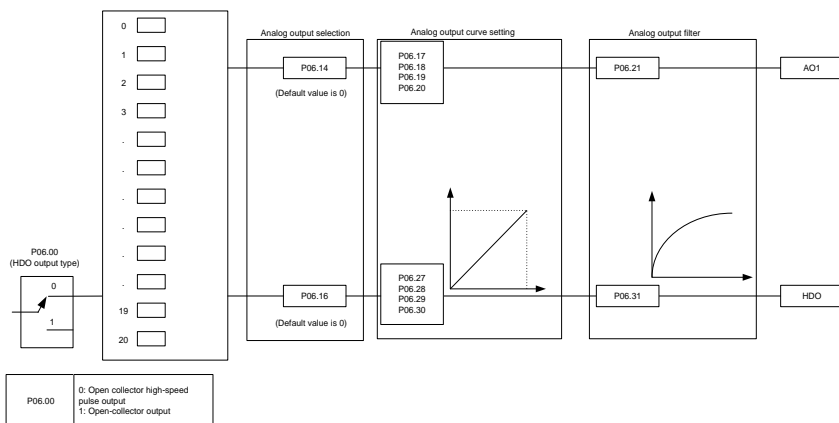 0
1
2
3
.
.
.
.
.
.
19
20
P06.00
(HDO output type)
0
1
Analog output selection
P06.14
(Default value is 0)
P06.16
(Default value is 0)
Analog output curve setting
P06.17
P06.18
P06.19
P06.20
P06.27
P06.28
P06.29
P06.30
Analog output filter
P06.21
P06.31
AO1
HDO
P06.00
0: Open collector high-speed
pulse output
1: Open-collector output